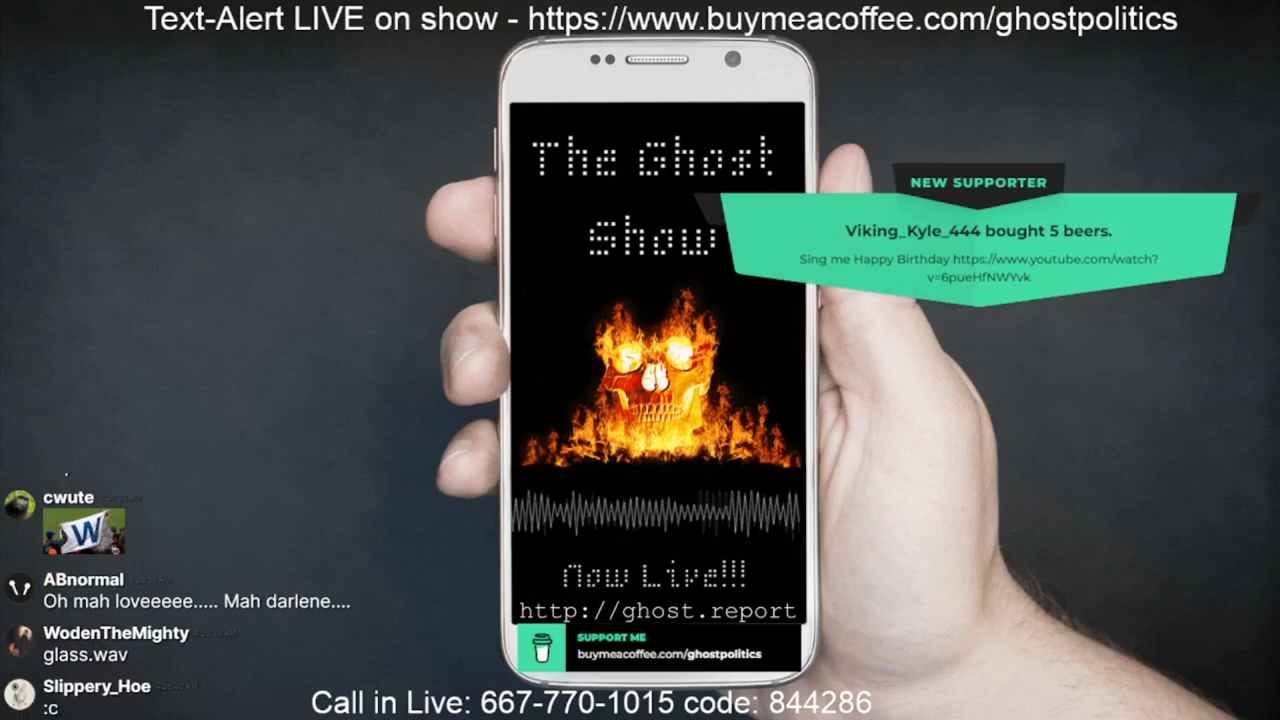 Text-Alert LIVE on show - https://www.buymeacoffee.com/ghostpolitics
The Ghost
Show
NEW SUPPORTER
Viking_Kyle_444 bought 5 beers.
Sing me Happy Birthday https://www.youtube.com/watch?
v=6pueHfNWYvk
cwute
W
ABnormal
Oh mah loveeeee..... Mah darlene....
WodenTheMighty
glass.wav
Slippery_Hoe
:c
Now Live!!!
http://ghost.report
SUPPORT ME
buymeacoffee.com/ghostpolitics
Call in Live: 667-770-1015 code: 844286